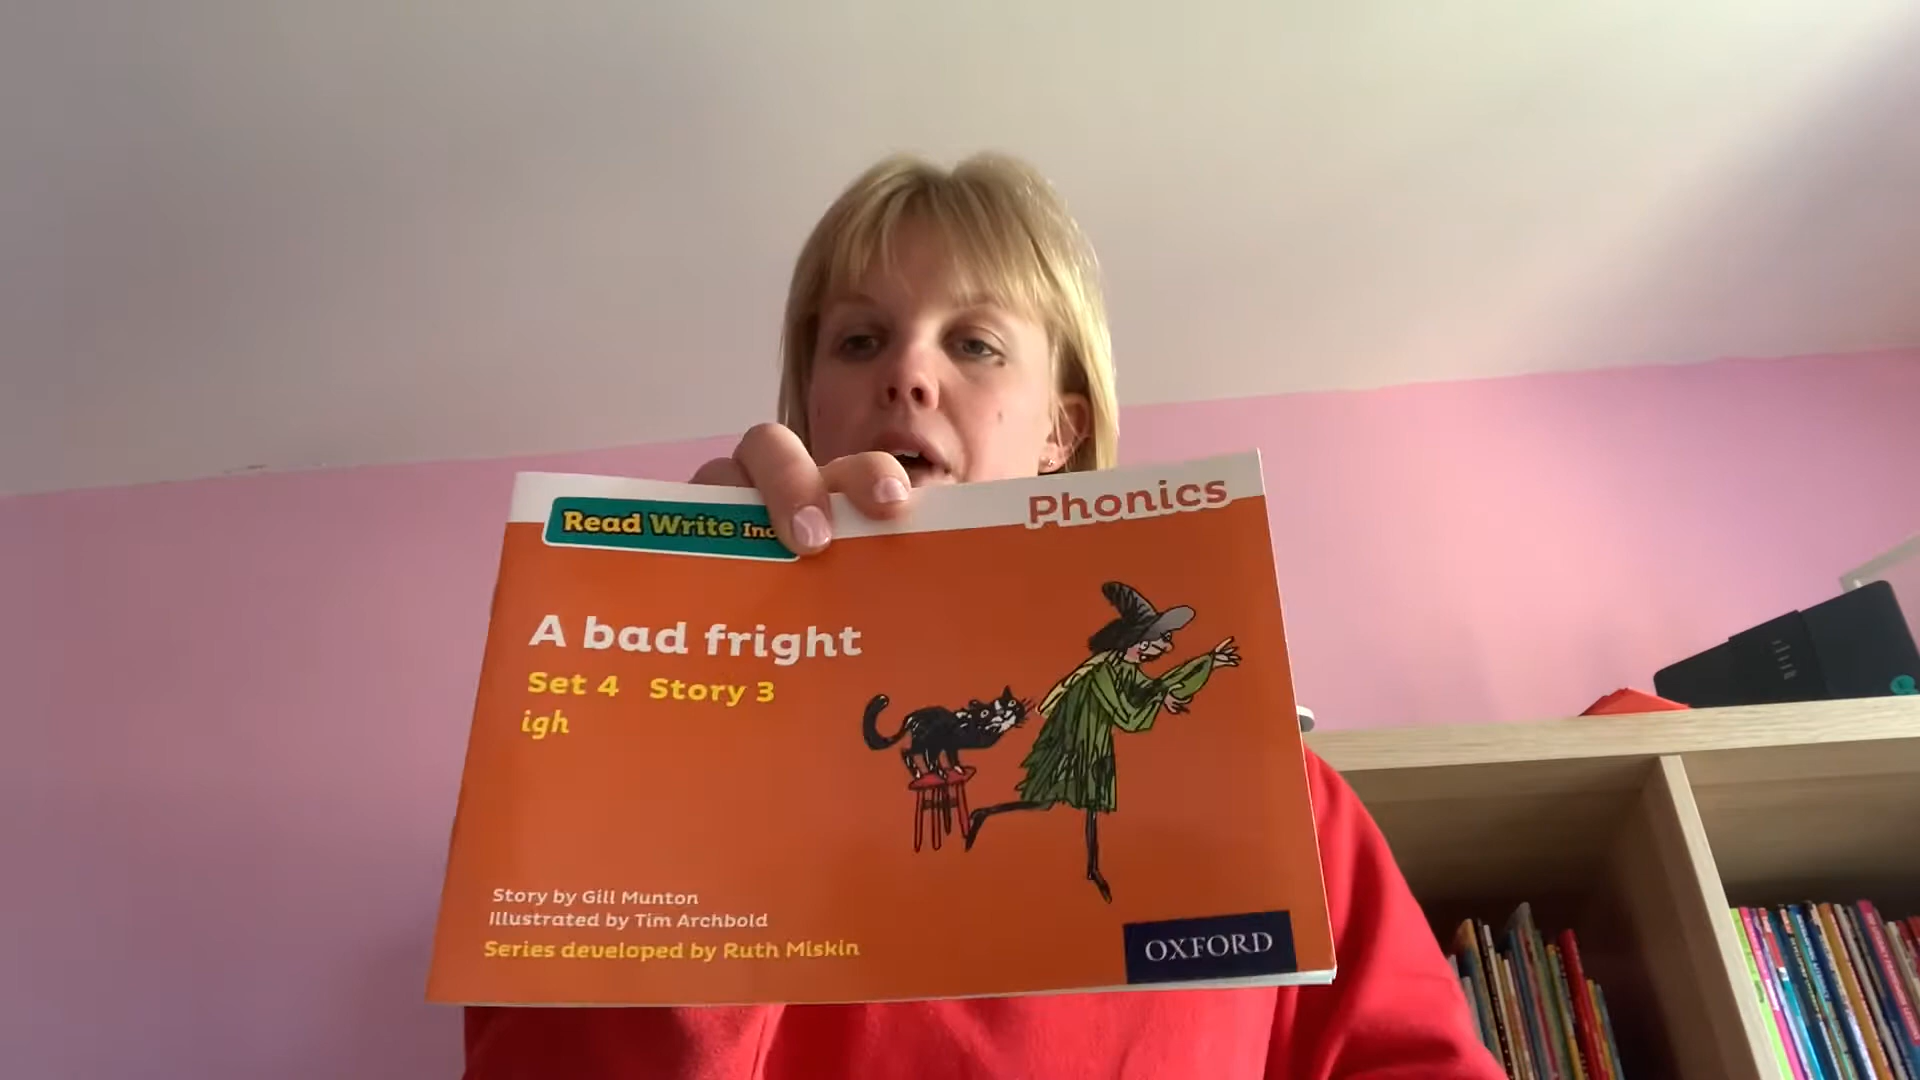 Read Write Inc
Phonics
A bad fright
Set 4 Story 3
igh
Story by Gill Munton
Illustrated by Tim Archbold
Series developed by Ruth Miskin
OXFORD